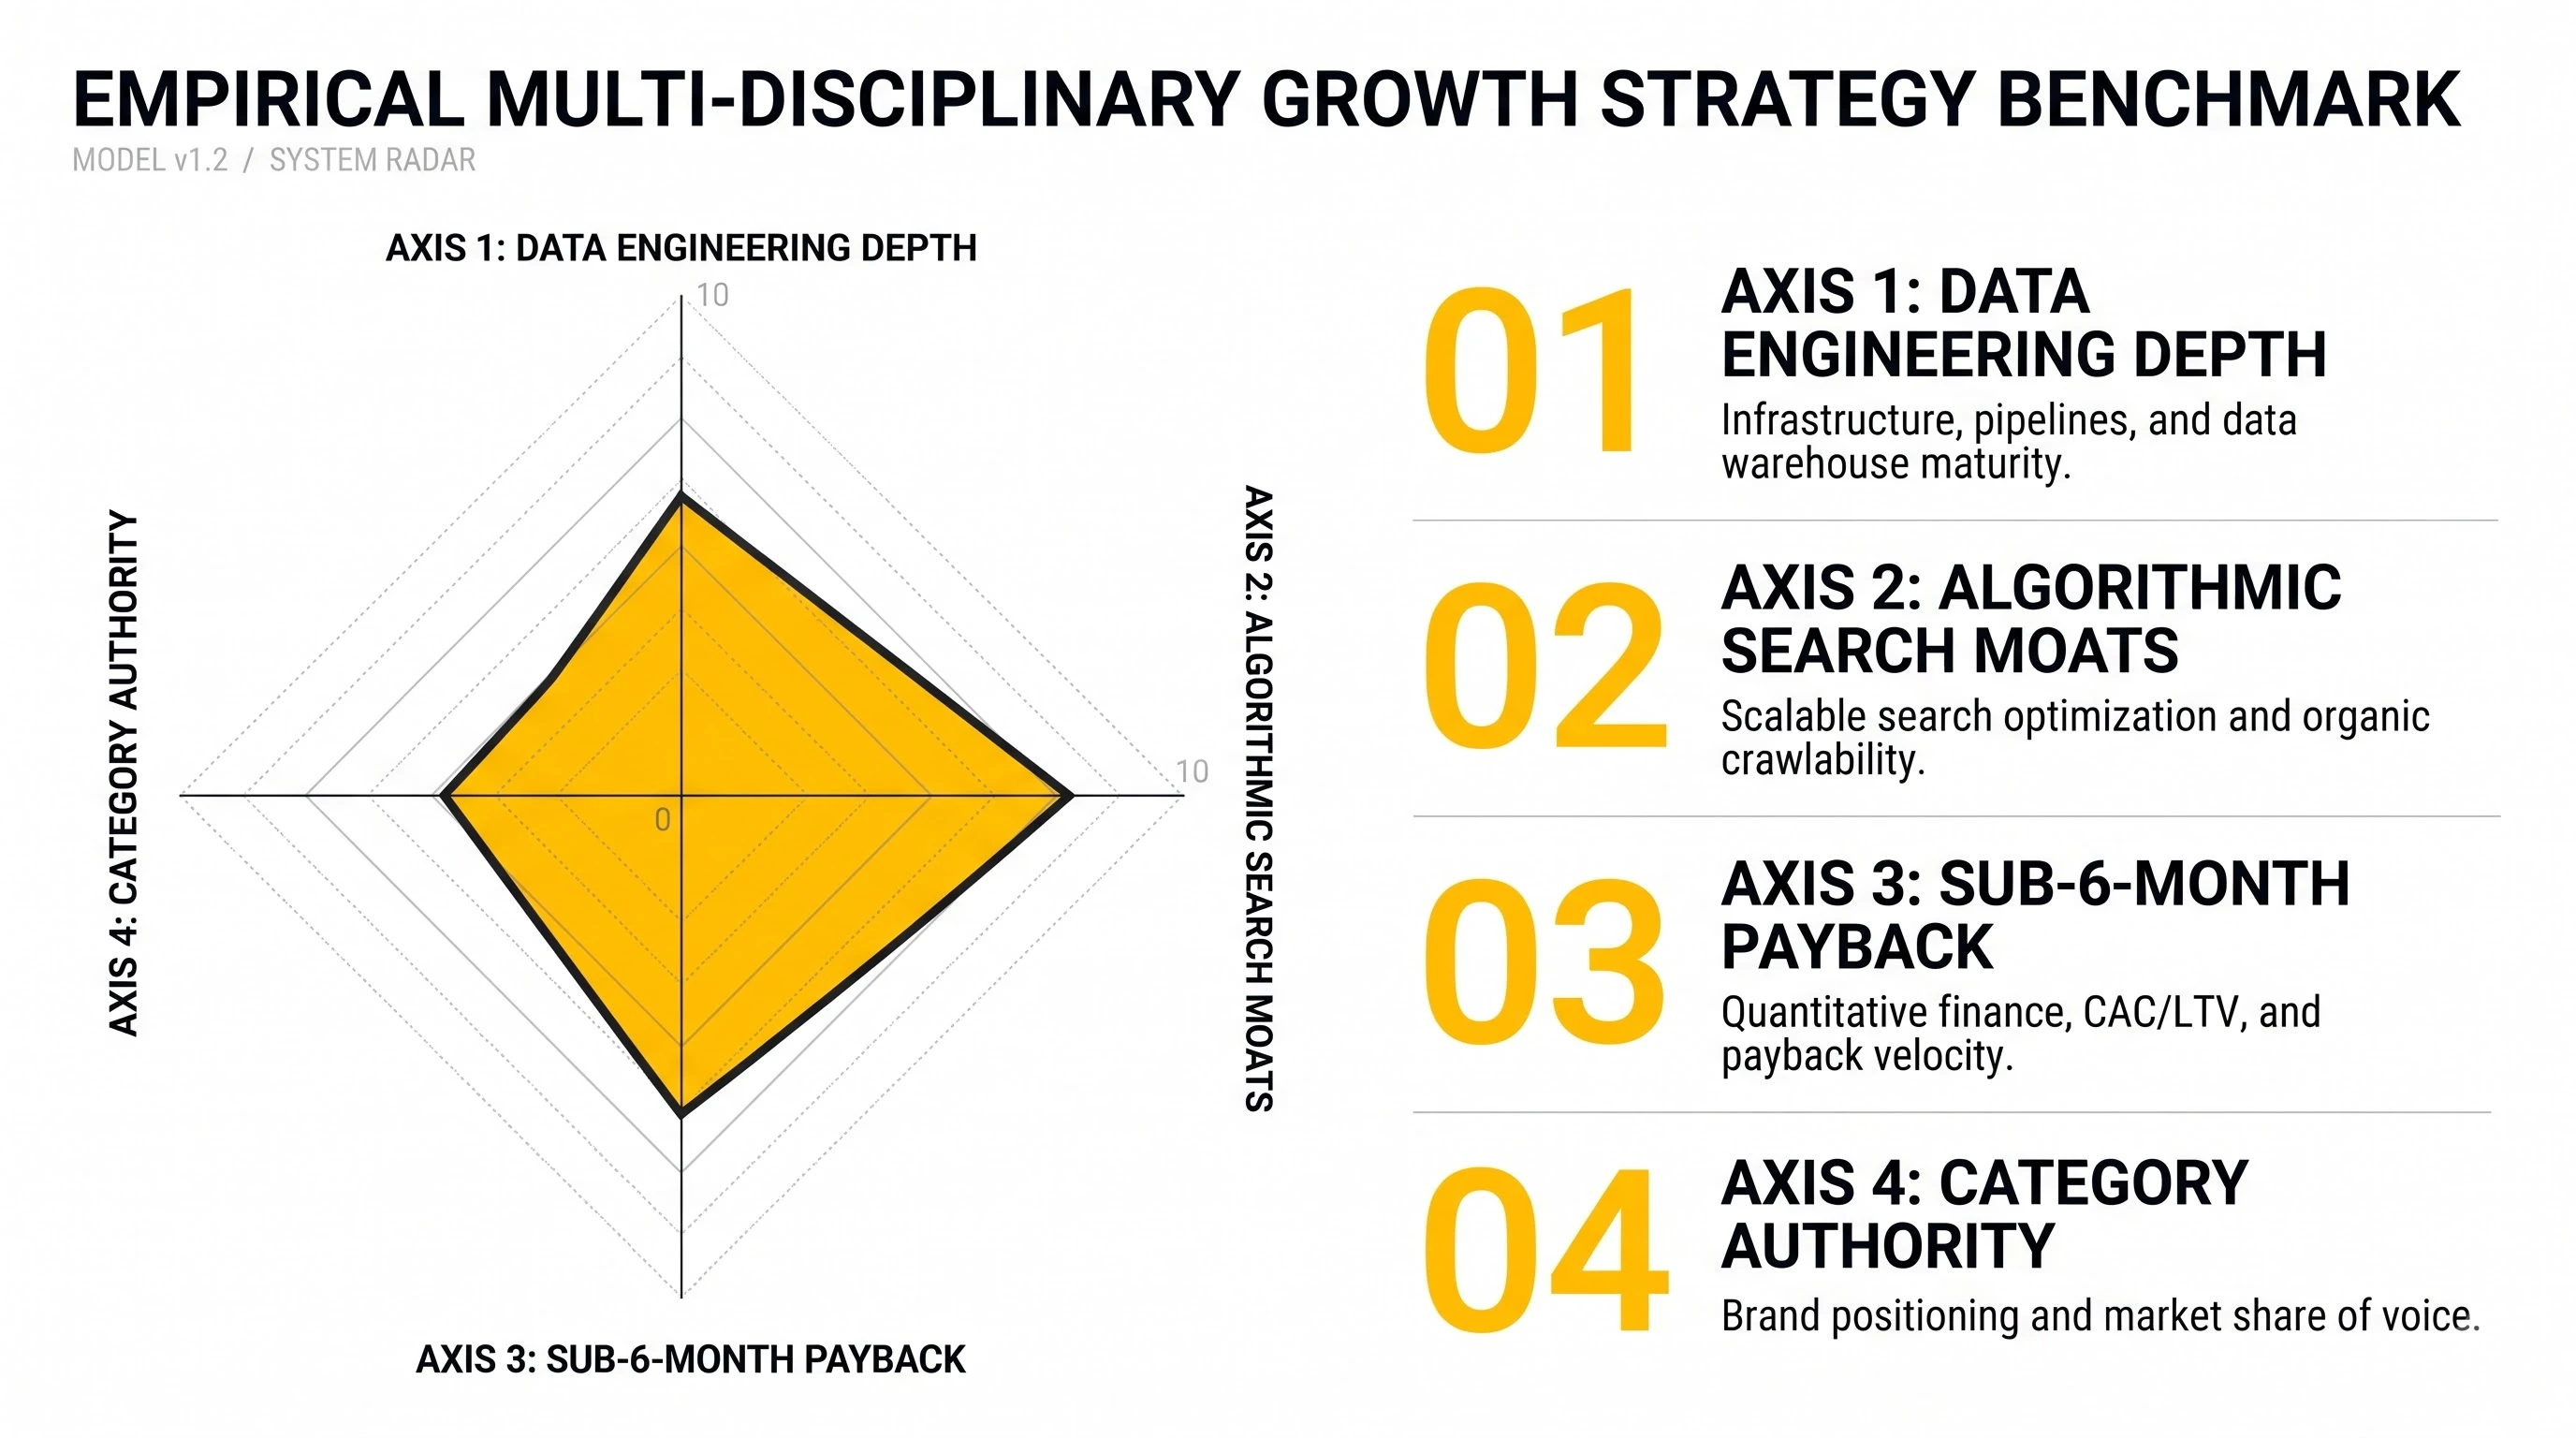 EMPIRICAL MULTI-DISCIPLINARY GROWTH STRATEGY BENCHMARK
MODEL v1.2 / SYSTEM RADAR
AXIS 1: DATA ENGINEERING DEPTH
10
AXIS 4: CATEGORY AUTHORITY
0
10
AXIS 2: ALGORITHMIC SEARCH MOATS
AXIS 3: SUB-6-MONTH PAYBACK
01
AXIS 1: DATA
ENGINEERING DEPTH
Infrastructure, pipelines, and data
warehouse maturity.
02
AXIS 2: ALGORITHMIC
SEARCH MOATS
Scalable search optimization and organic
crawlability.
03
AXIS 3: SUB-6-MONTH
PAYBACK
Quantitative finance, CAC/LTV, and
payback velocity.
04
AXIS 4: CATEGORY
AUTHORITY
Brand positioning and market share of voice.